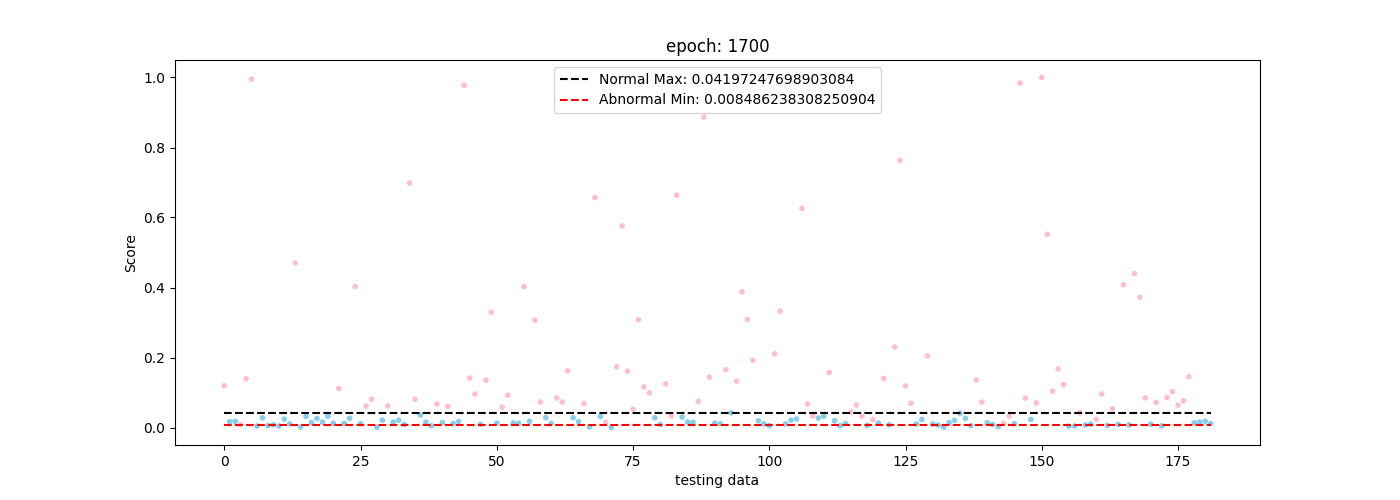 epoch: 1700
Normal Max: 0.04197247698903084
Abnormal Min: 0.008486238308250904
1.0
0.8
0.6
0.4
0.2
0.0
Score
0 25 50 75 100 125 150 175
testing data